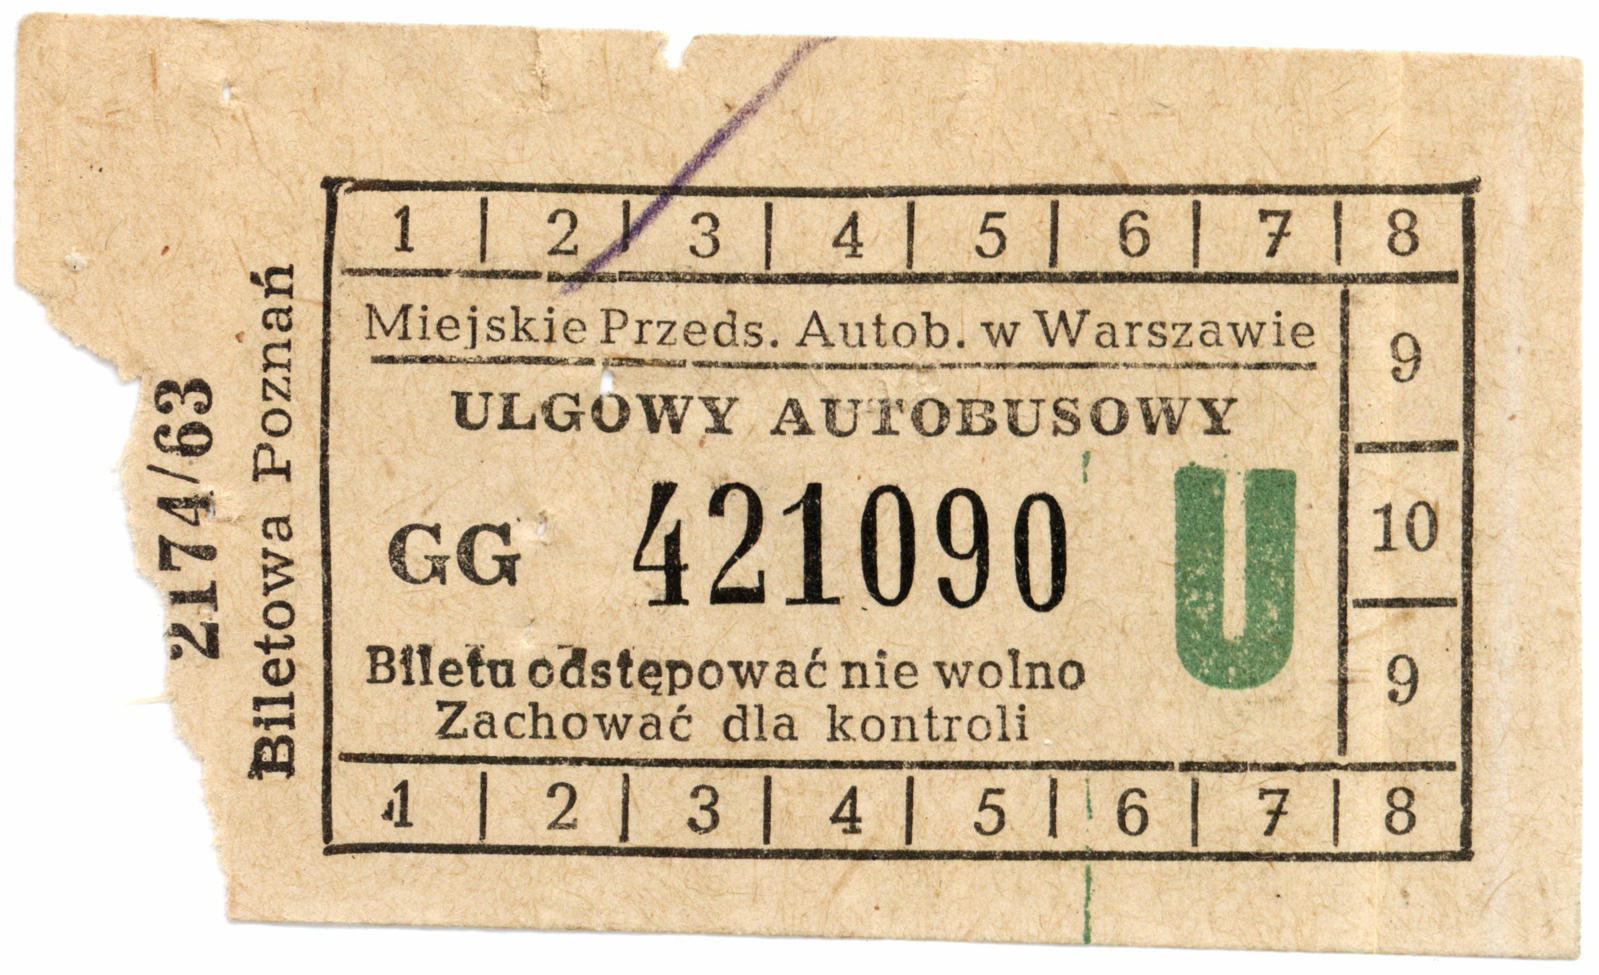 1 | 2 | 3 | 4 | 5 | 6 | 7 | 8
Miejskie Przeds. Autob. w Warszawie
ULGOWY AUTOBUSOWY
GG 421090 U
Biletu odstępować nie wolno
Zachować dla kontroli
9
10
9
1 | 2 | 3 | 4 | 5 | 6 | 7 | 8
Biletowa Poznań
2174/63